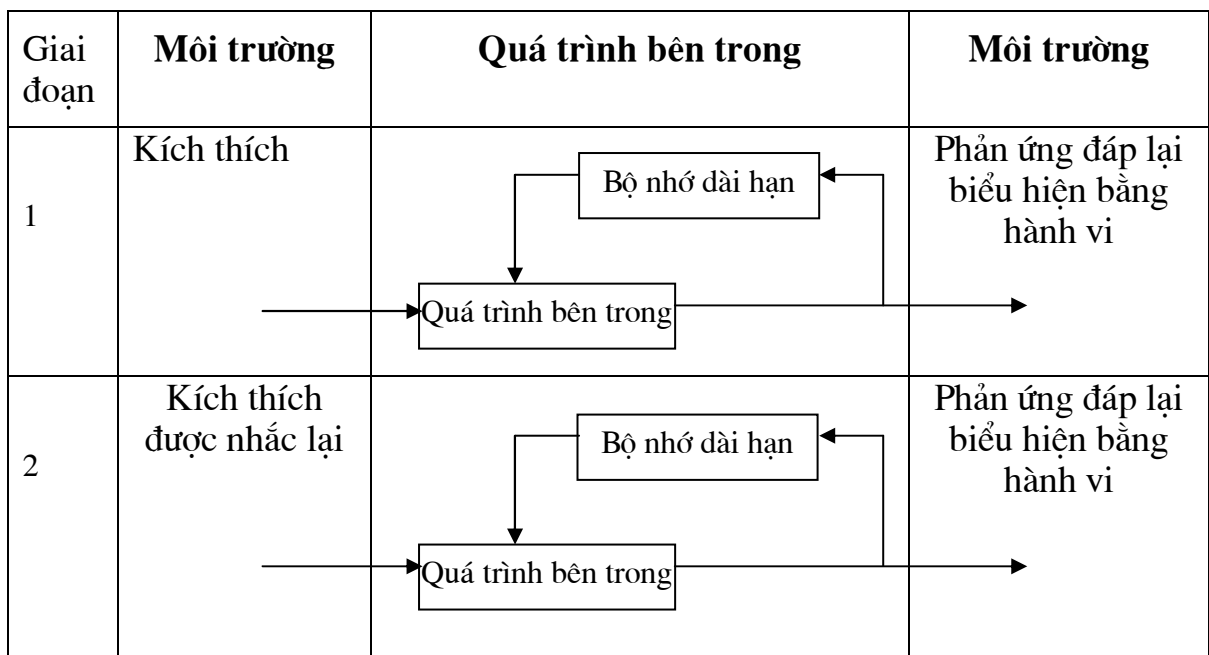 Giai
đoạn
Môi trường
Quá trình bên trong
Môi trường
1
Kích thích
Bộ nhớ dài hạn
Quá trình bên trong
Phản ứng đáp lại
biểu hiện bằng
hành vi
2
Kích thích
được nhắc lại
Bộ nhớ dài hạn
Quá trình bên trong
Phản ứng đáp lại
biểu hiện bằng
hành vi